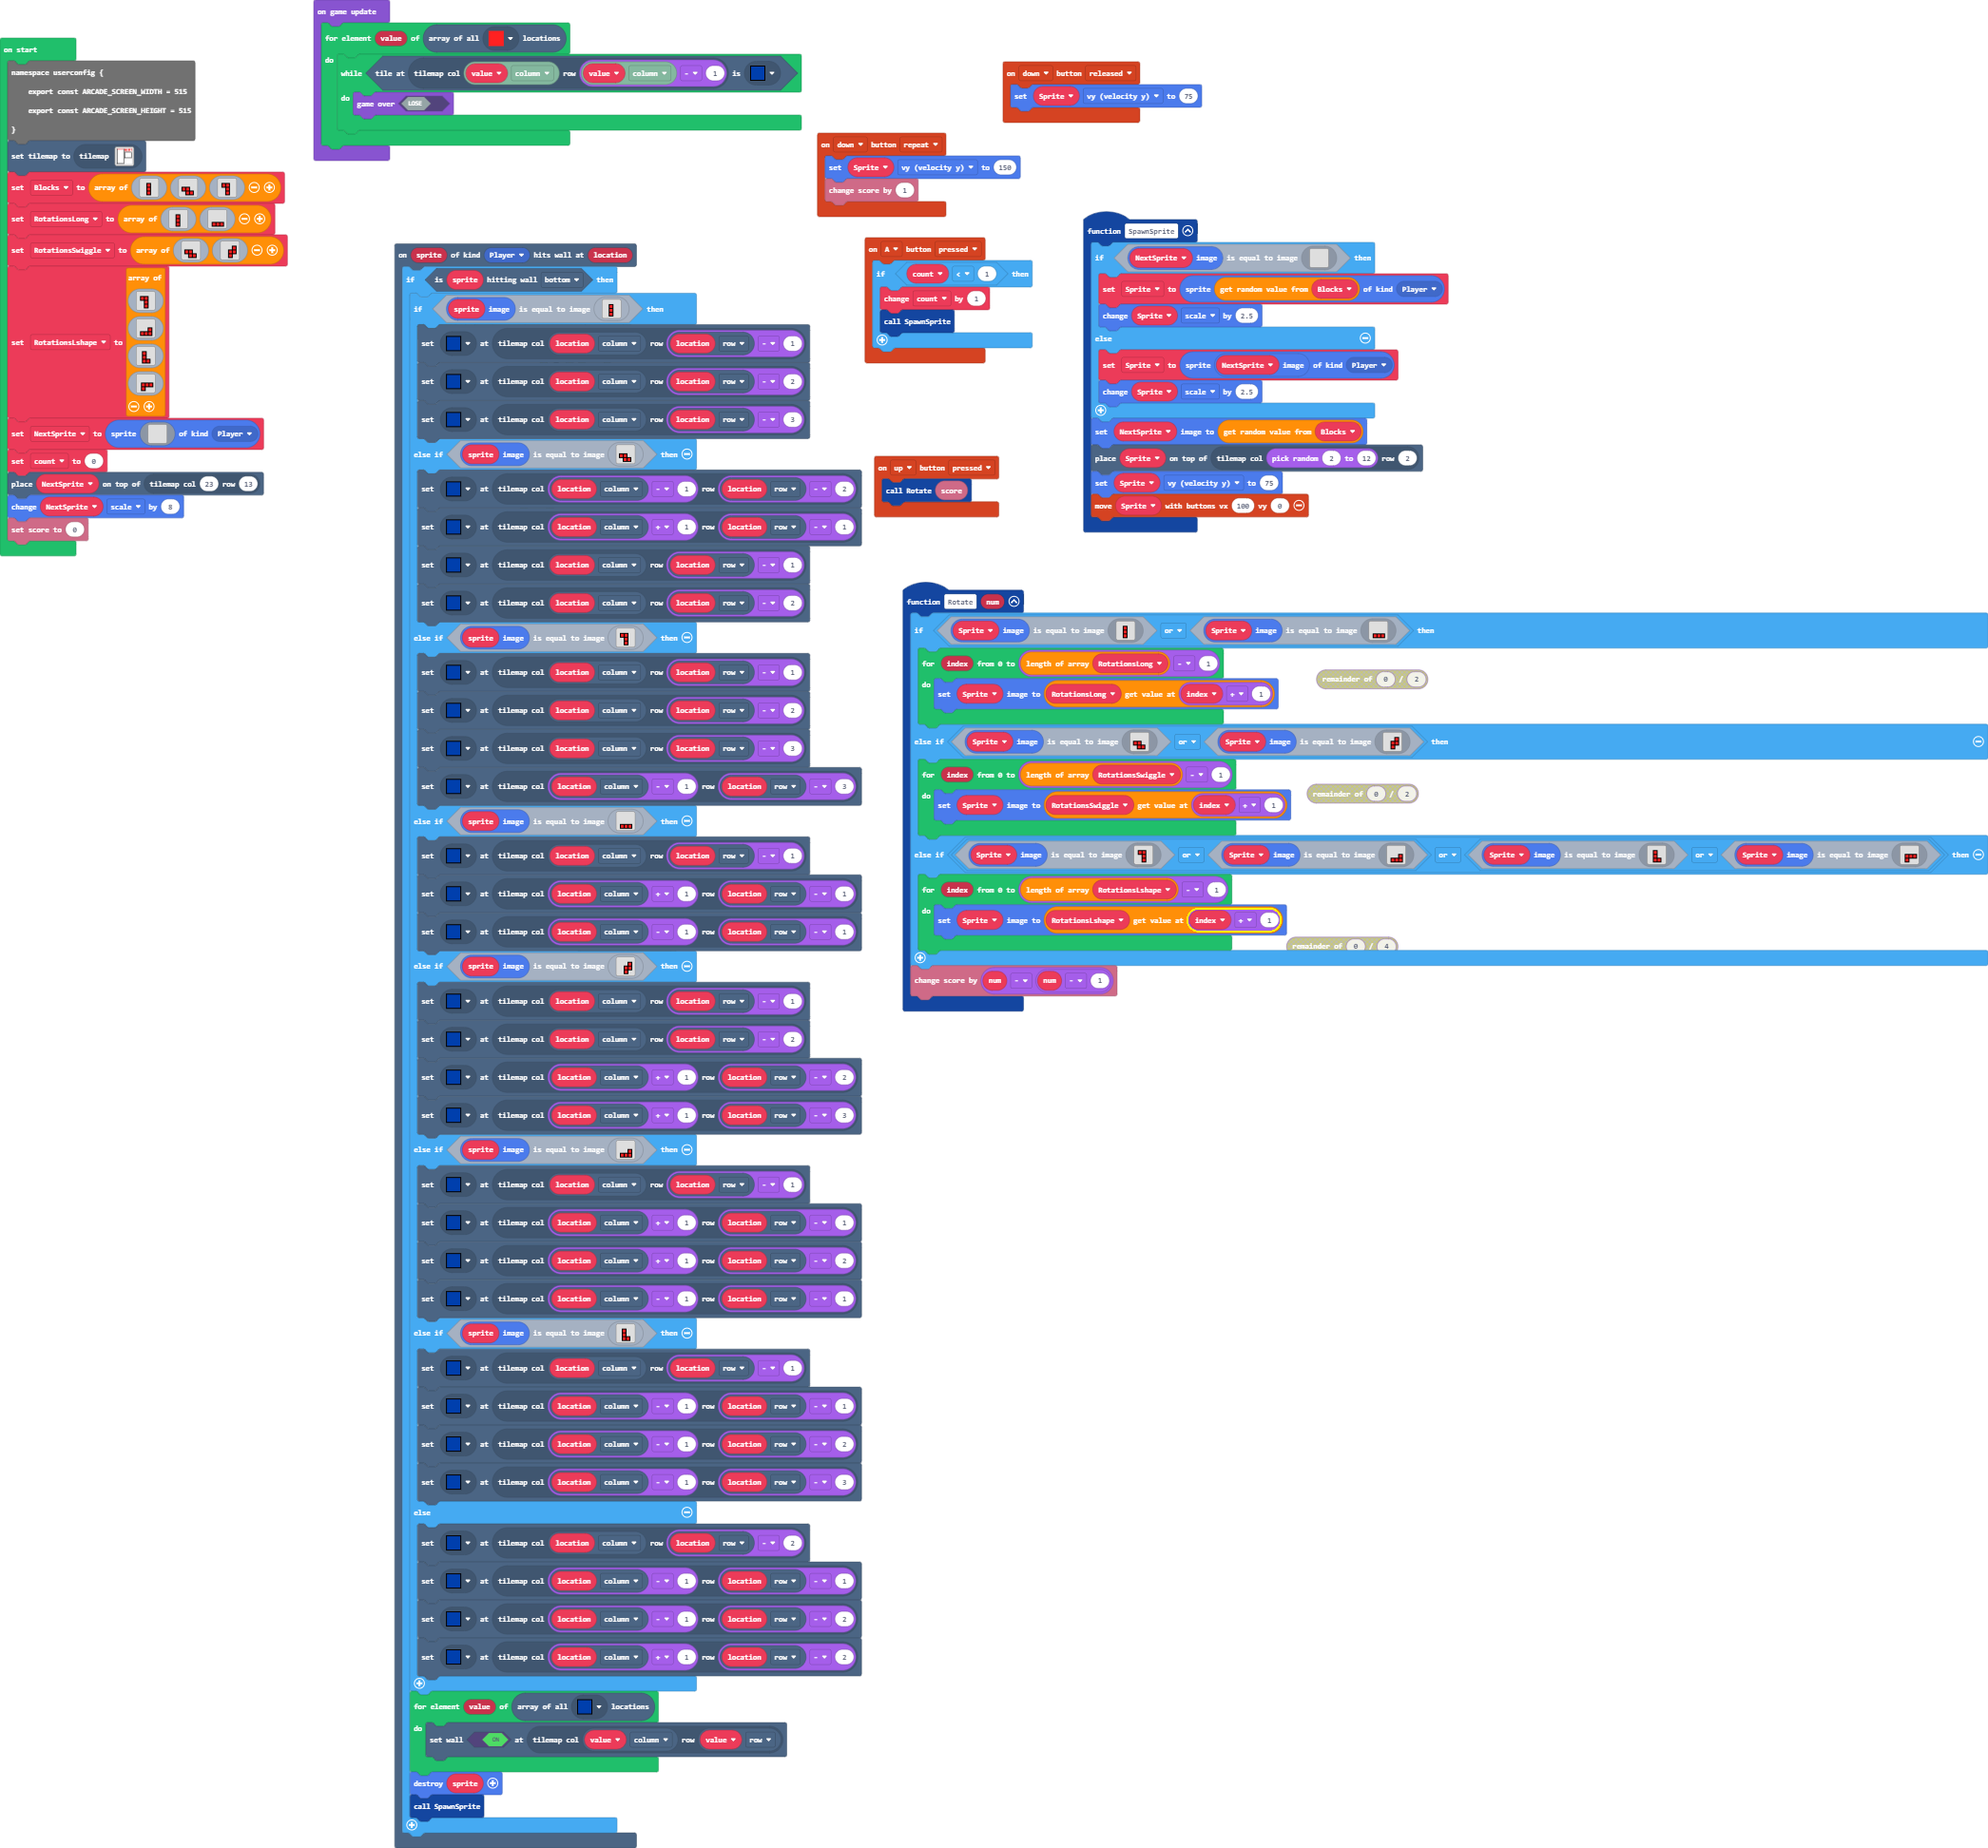 on start
namespace userconfig {
export const ARCADE_SCREEN_WIDTH = 515
export const ARCADE_SCREEN_HEIGHT = 515
}
set tilemap to tilemap
set Blocks to array of
set RotationsLong to array of
set RotationsSwiggle to array of
array of
set RotationsLshape to
set NextSprite to sprite of kind Player
set count to 0
place NextSprite on top of tilemap col 23 row 13
change NextSprite scale by 8
set score to 0
on game update
for element value of array of all locations
do
while tile at tilemap col value column row value column - 1 is
do game over LOSE
on sprite of kind Player hits wall at location
if is sprite hitting wall bottom then
if sprite image is equal to image then
set at tilemap col location column row location row - 1
set at tilemap col location column row location row - 2
set at tilemap col location column row location row - 3
else if sprite image is equal to image then
set at tilemap col location column - 1 row location row - 2
set at tilemap col location column + 1 row location row - 1
set at tilemap col location column row location row - 1
set at tilemap col location column row location row - 2
else if sprite image is equal to image then
set at tilemap col location column row location row - 1
set at tilemap col location column row location row - 2
set at tilemap col location column row location row - 3
set at tilemap col location column - 1 row location row - 3
else if sprite image is equal to image then
set at tilemap col location column row location row - 1
set at tilemap col location column + 1 row location row - 1
set at tilemap col location column - 1 row location row - 1
else if sprite image is equal to image then
set at tilemap col location column row location row - 1
set at tilemap col location column row location row - 2
set at tilemap col location column + 1 row location row - 2
set at tilemap col location column + 1 row location row - 3
else if sprite image is equal to image then
set at tilemap col location column row location row - 1
set at tilemap col location column + 1 row location row - 1
set at tilemap col location column + 1 row location row - 2
set at tilemap col location column - 1 row location row - 1
else if sprite image is equal to image then
set at tilemap col location column row location row - 1
set at tilemap col location column - 1 row location row - 1
set at tilemap col location column - 1 row location row - 2
set at tilemap col location column - 1 row location row - 3
else
set at tilemap col location column row location row - 2
set at tilemap col location column - 1 row location row - 1
set at tilemap col location column - 1 row location row - 2
set at tilemap col location column + 1 row location row - 2
for element value of array of all locations
do
set wall ON at tilemap col value column row value row
destroy sprite
call SpawnSprite
on down button released
set Sprite vy (velocity y) to 75
on down button repeat
set Sprite vy (velocity y) to 150
change score by 1
on A button pressed
if count < 1 then
change count by 1
call SpawnSprite
on up button pressed
call Rotate score
function SpawnSprite
if NextSprite image is equal to image then
set Sprite to sprite get random value from Blocks of kind Player
change Sprite scale by 2.5
else
set Sprite to sprite NextSprite image of kind Player
change Sprite scale by 2.5
set NextSprite image to get random value from Blocks
place Sprite on top of tilemap col pick random 2 to 12 row 2
set Sprite vy (velocity y) to 75
move Sprite with buttons vx 100 vy 0
function Rotate num
if Sprite image is equal to image or Sprite image is equal to image then
for index from 0 to length of array RotationsLong - 1
do set Sprite image to RotationsLong get value at index + 1
remainder of 0 / 2
else if Sprite image is equal to image or Sprite image is equal to image then
for index from 0 to length of array RotationsSwiggle - 1
do set Sprite image to RotationsSwiggle get value at index + 1
remainder of 0 / 2
else if Sprite image is equal to image or Sprite image is equal to image or Sprite image is equal to image or Sprite image is equal to image then
for index from 0 to length of array RotationsLshape - 1
do set Sprite image to RotationsLshape get value at index + 1
remainder of 0 / 4
change score by num - num - 1